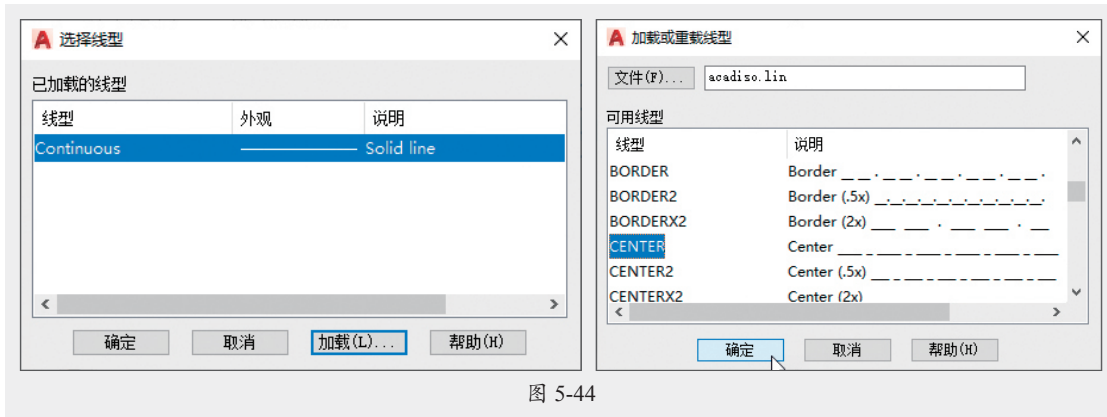 选择线型
已加载的线型
线型 外观 说明
Continuous Solid line
确定 取消 加载(L)... 帮助(H)
加载或重载线型
文件(F)... acadiso.lin
可用线型
线型 说明
BORDER Border
BORDER2 Border (.5x)
BORDERX2 Border (2x)
CENTER Center
CENTER2 Center (.5x)
CENTERX2 Center (2x)
确定 取消 帮助(H)
图 5-44